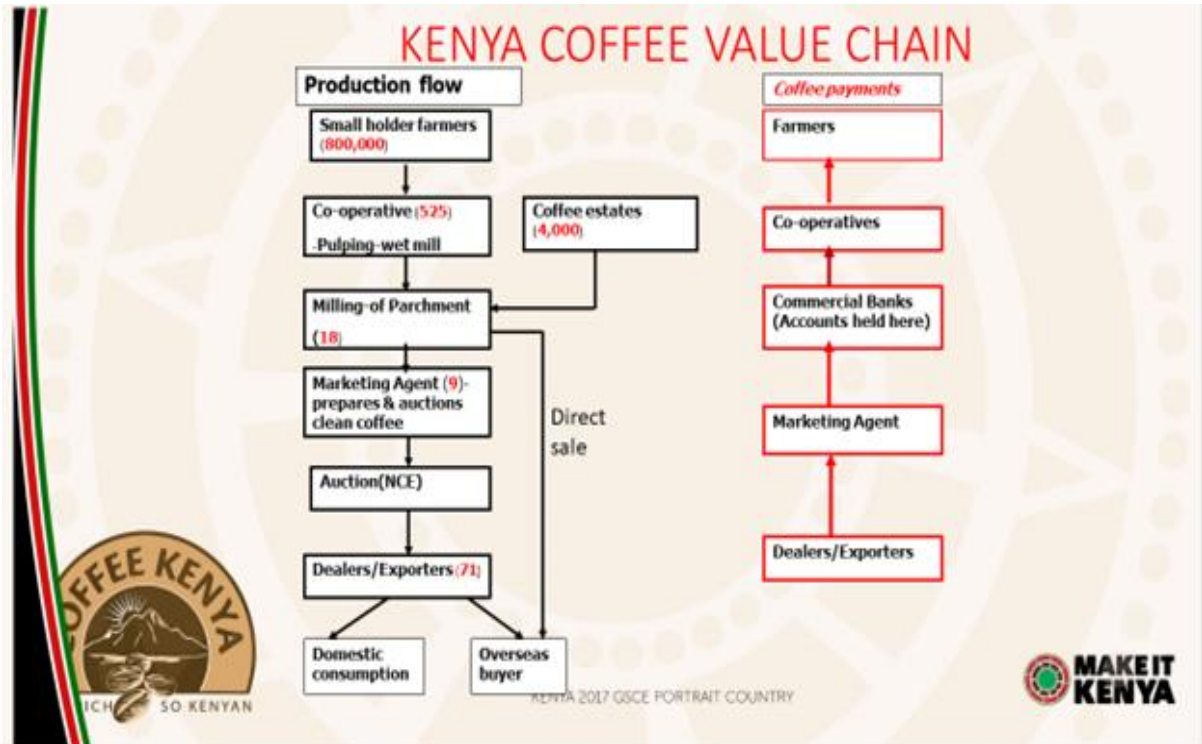 KENYA COFFEE VALUE CHAIN
Production flow
Small holder farmers
(800,000)
Co-operative (525)
-Pulping-wet mill
Coffee estates
(4,000)
Milling-of Parchment
(18)
Marketing Agent (9)-
prepares & auctions
clean coffee
Direct
sale
Auction(NCE)
Dealers/Exporters (71)
Domestic
consumption
Overseas
buyer
Coffee payments
Farmers
Co-operatives
Commercial Banks
(Accounts held here)
Marketing Agent
Dealers/Exporters
COFFEE KENYA
SO KENYAN
KENYA 2017 GSCE PORTRAIT COUNTRY
MAKE IT
KENYA